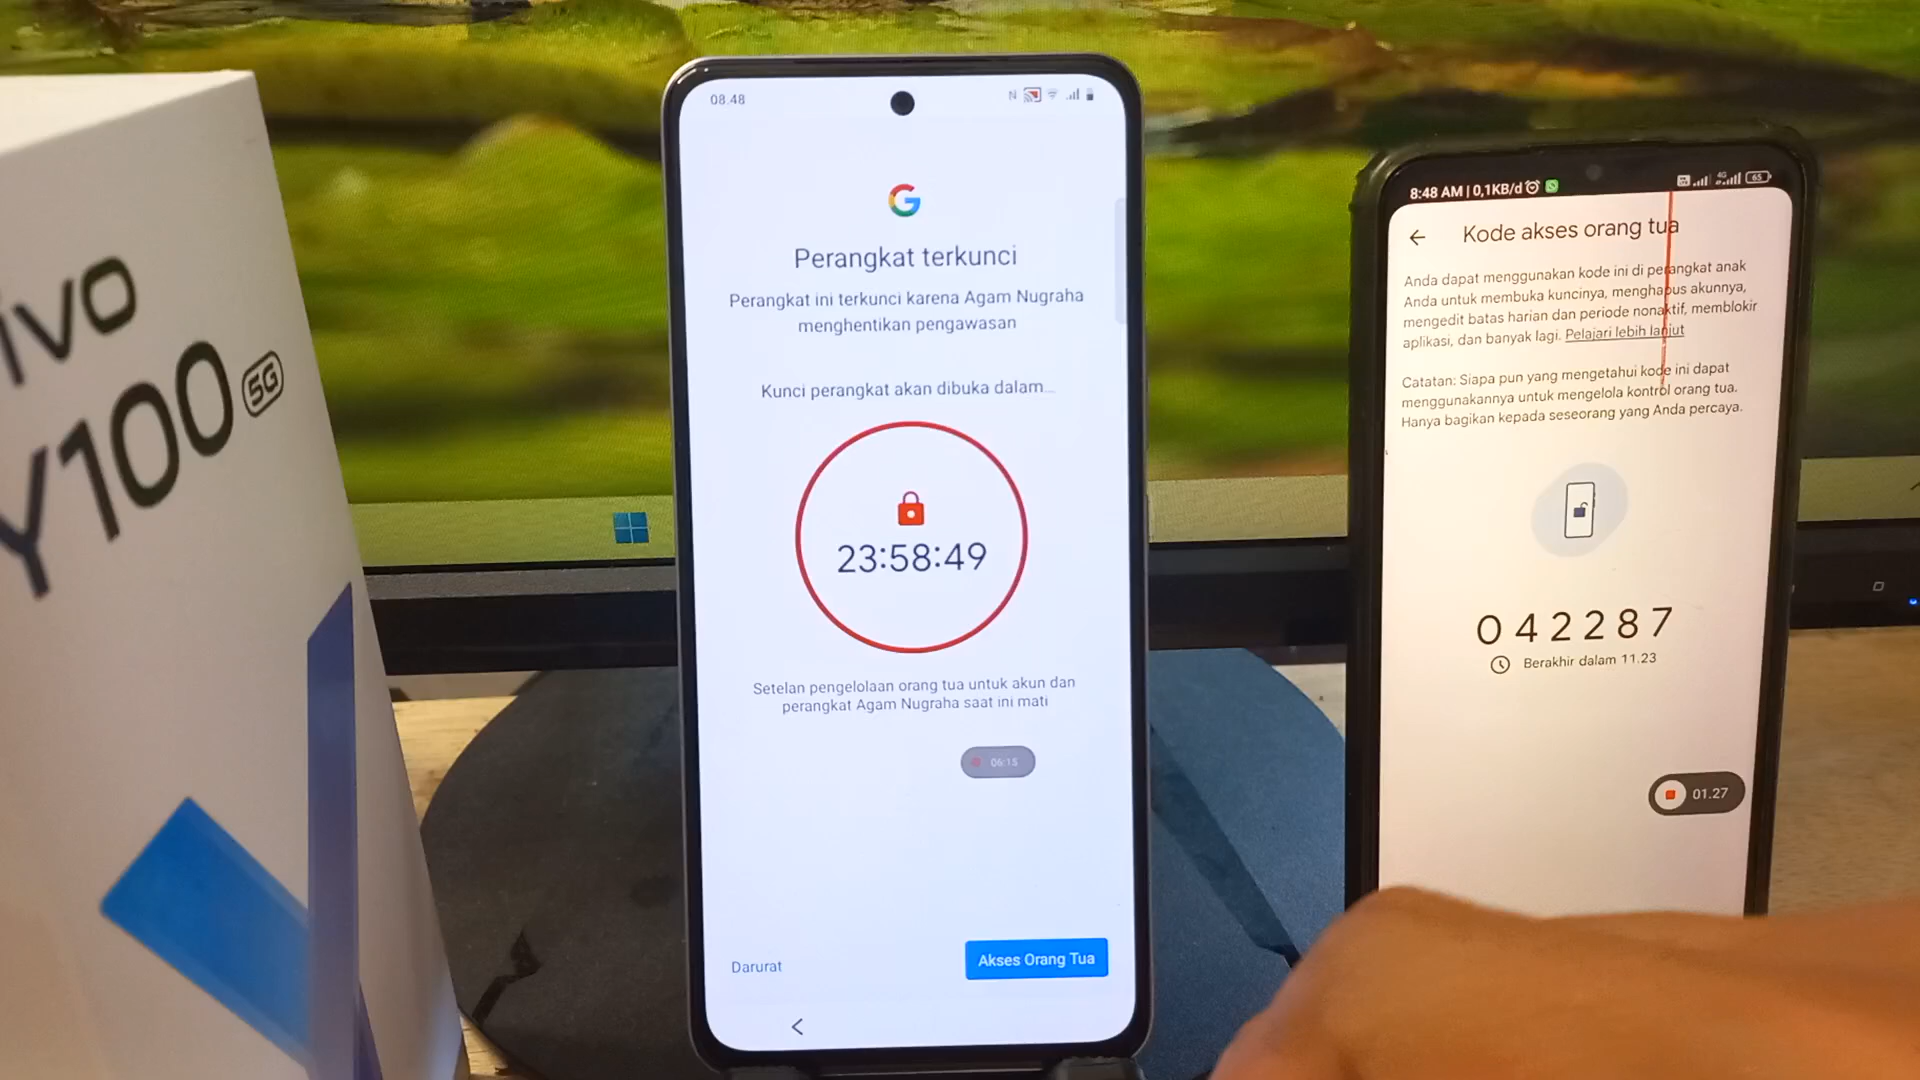 vivo
Y100
5G
08.48
Perangkat terkunci
Perangkat ini terkunci karena Agam Nugraha
menghentikan pengawasan
Kunci perangkat akan dibuka dalam...
23:58:49
Setelan pengelolaan orang tua untuk akun dan
perangkat Agam Nugraha saat ini mati
06:15
Darurat
Akses Orang Tua
8:48 AM | 0,1KB/d
4G
65
Kode akses orang tua
Anda dapat menggunakan kode ini di perangkat anak
Anda untuk membuka kuncinya, menghapus akunnya,
mengedit batas harian dan periode nonaktif, memblokir
aplikasi, dan banyak lagi. Pelajari lebih lanjut
Catatan: Siapa pun yang mengetahui kode ini dapat
menggunakannya untuk mengelola kontrol orang tua.
Hanya bagikan kepada seseorang yang Anda percaya.
042287
Berakhir dalam 11.23
01.27